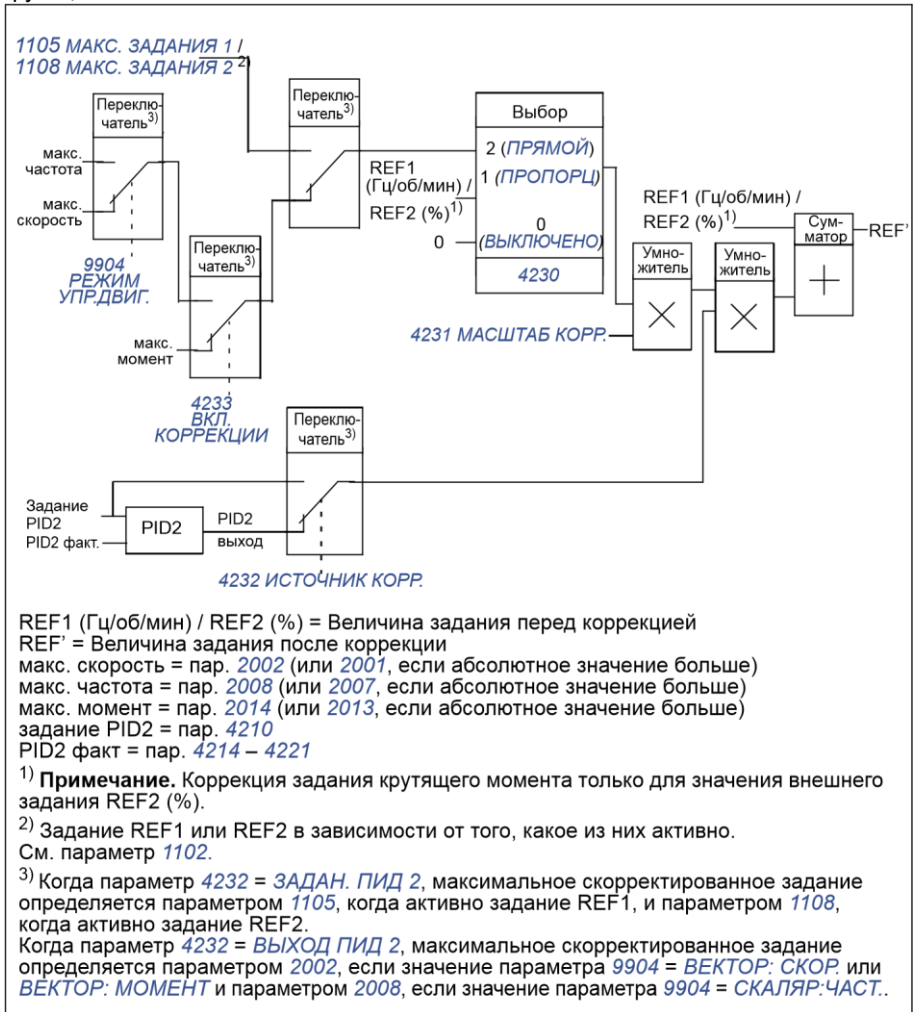 1105 МАКС. ЗАДАНИЯ 1 /
1108 МАКС. ЗАДАНИЯ 2 2)
Переклю-
чатель3)
макс.
частота
макс.
скорость
9904
РЕЖИМ
УПР.ДВИГ.
Переклю-
чатель3)
макс.
момент
4233
ВКЛ.
КОРРЕКЦИИ
Переклю-
чатель3)
REF1
(Гц/об/мин) /
REF2 (%)1)
0
Выбор
2 (ПРЯМОЙ)
1 (ПРОПОРЦ)
0
(ВЫКЛЮЧЕНО)
4230
4231 МАСШТАБ КОРР.
Умно-
житель
Умно-
житель
REF1 (Гц/об/мин) /
REF2 (%)1)
Сум-
матор
REF'
Переклю-
чатель3)
Задание
PID2
PID2 факт.
PID2
PID2
выход
4232 ИСТОЧНИК КОРР.
REF1 (Гц/об/мин) / REF2 (%) = Величина задания перед коррекцией
REF’ = Величина задания после коррекции
макс. скорость = пар. 2002 (или 2001, если абсолютное значение больше)
макс. частота = пар. 2008 (или 2007, если абсолютное значение больше)
макс. момент = пар. 2014 (или 2013, если абсолютное значение больше)
задание PID2 = пар. 4210
PID2 факт = пар. 4214 – 4221
1) Примечание. Коррекция задания крутящего момента только для значения внешнего
задания REF2 (%).
2) Задание REF1 или REF2 в зависимости от того, какое из них активно.
См. параметр 1102.
3) Когда параметр 4232 = ЗАДАН. ПИД 2, максимальное скорректированное задание
определяется параметром 1105, когда активно задание REF1, и параметром 1108,
когда активно задание REF2.
Когда параметр 4232 = ВЫХОД ПИД 2, максимальное скорректированное задание
определяется параметром 2002, если значение параметра 9904 = ВЕКТОР: СКОР. или
ВЕКТОР: МОМЕНТ и параметром 2008, если значение параметра 9904 = СКАЛЯР:ЧАСТ..